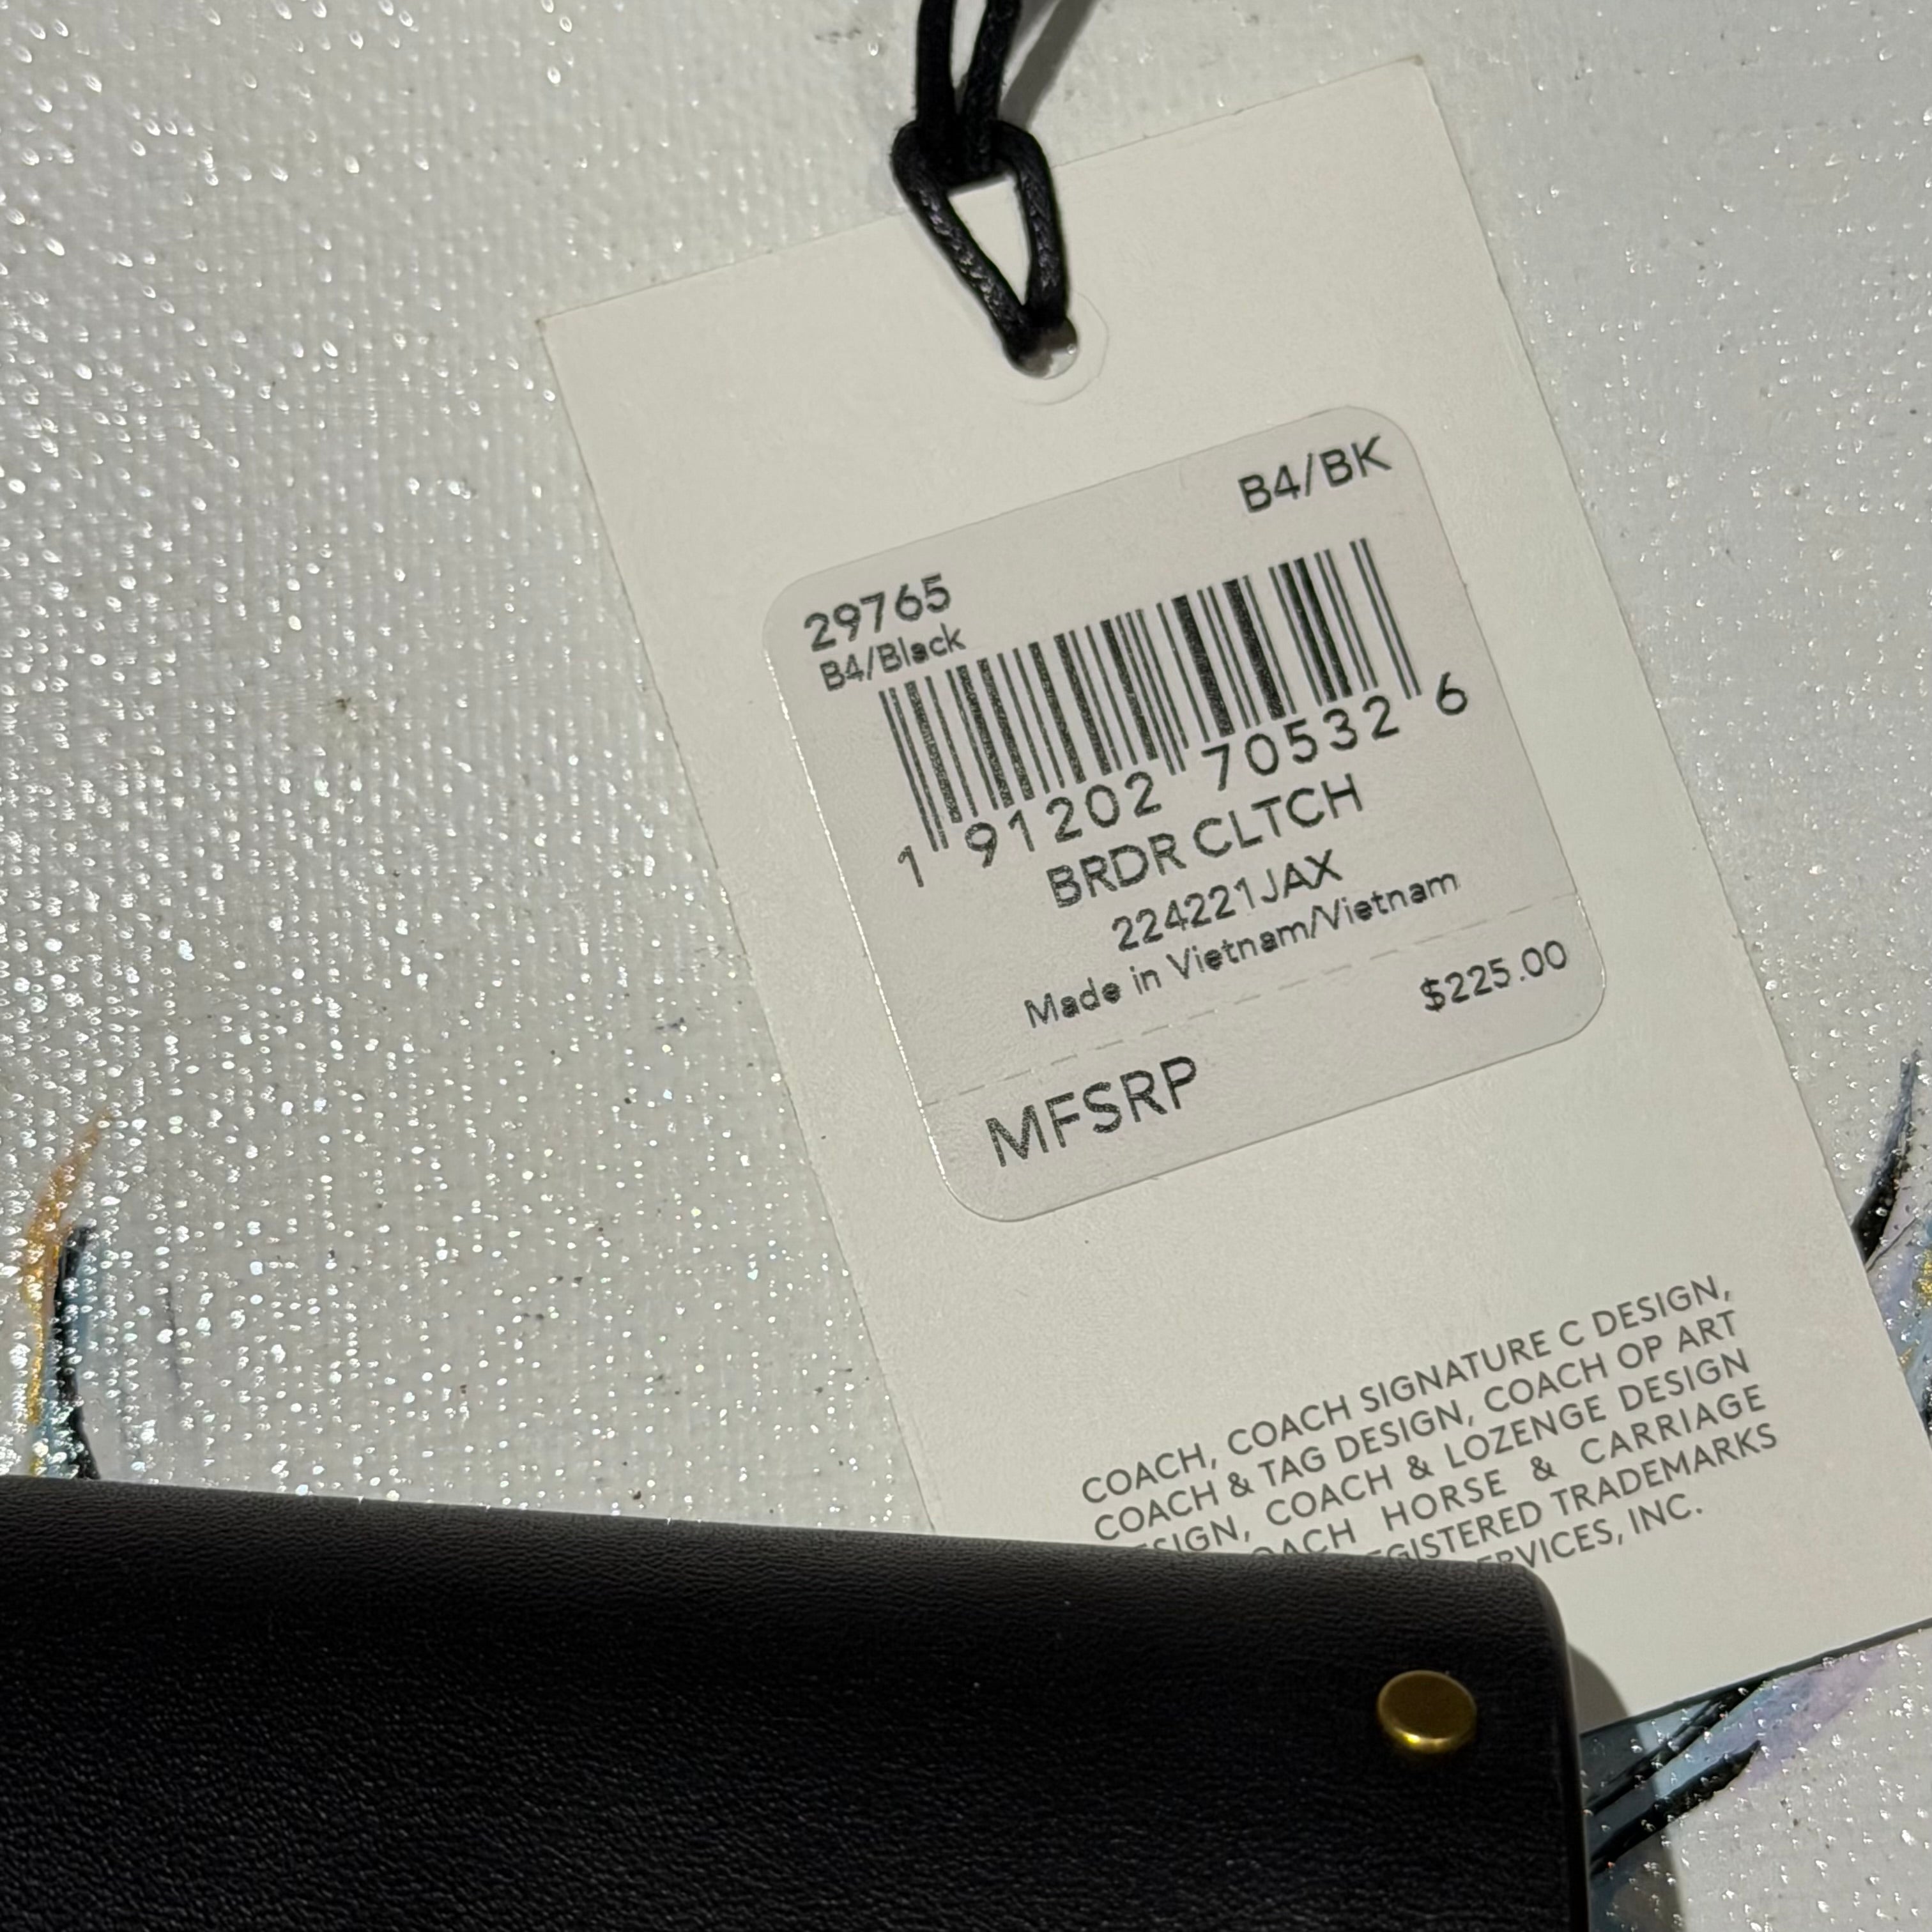 B4/BK
29765
B4/Black
1 91202 70532 6
BRDR CLTCH
224221JAX
Made in Vietnam/Vietnam
$225.00
MFSRP
COACH, COACH SIGNATURE C DESIGN,
COACH & TAG DESIGN, COACH OP ART
DESIGN, COACH & LOZENGE DESIGN
COACH HORSE & CARRIAGE
REGISTERED TRADEMARKS
SERVICES, INC.